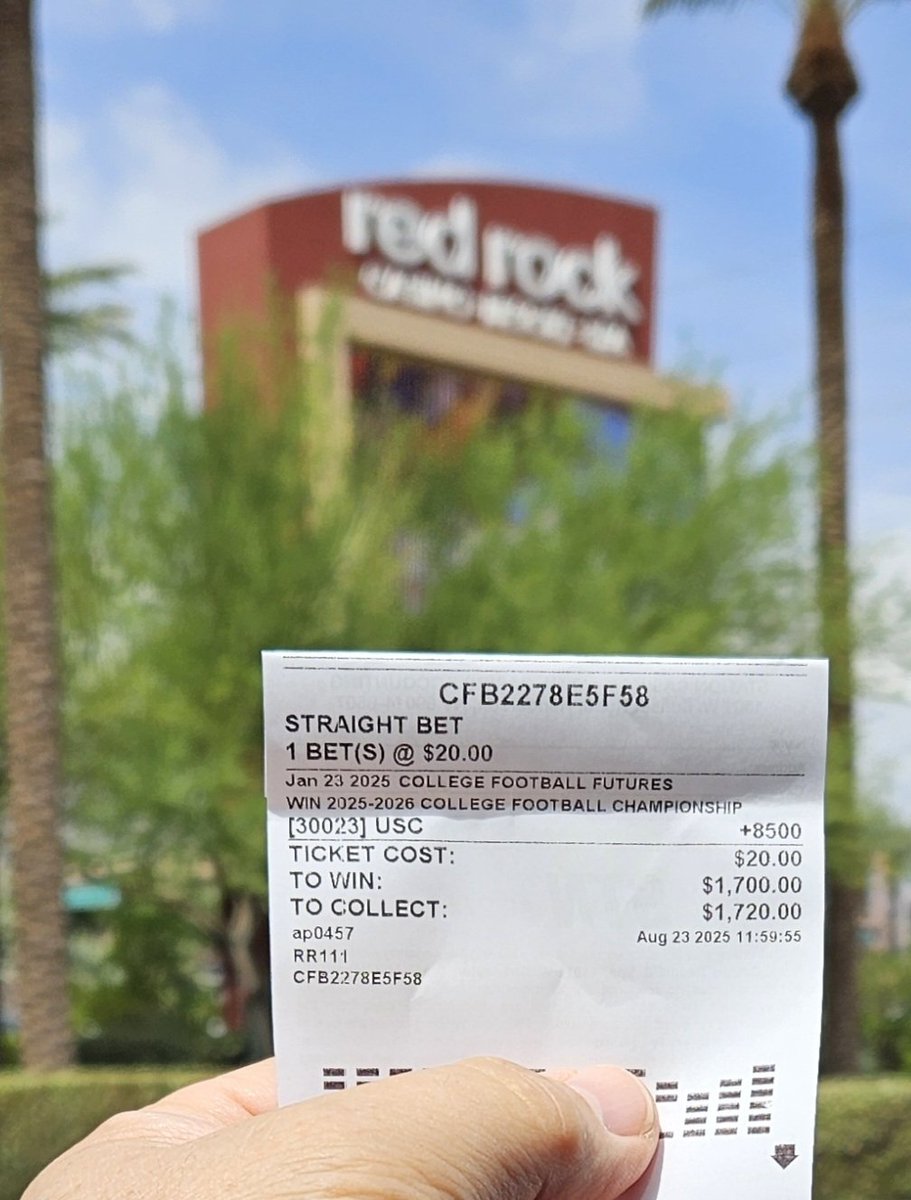 red rock
CFB2278E5F58
STRAIGHT BET
1 BET(S) @ $20.00
Jan 23 2025 COLLEGE FOOTBALL FUTURES
WIN 2025-2026 COLLEGE FOOTBALL CHAMPIONSHIP
[30023] USC +8500
TICKET COST: $20.00
TO WIN: $1,700.00
TO COLLECT: $1,720.00
ap0457 Aug 23 2025 11:59:55
RR111
CFB2278E5F58